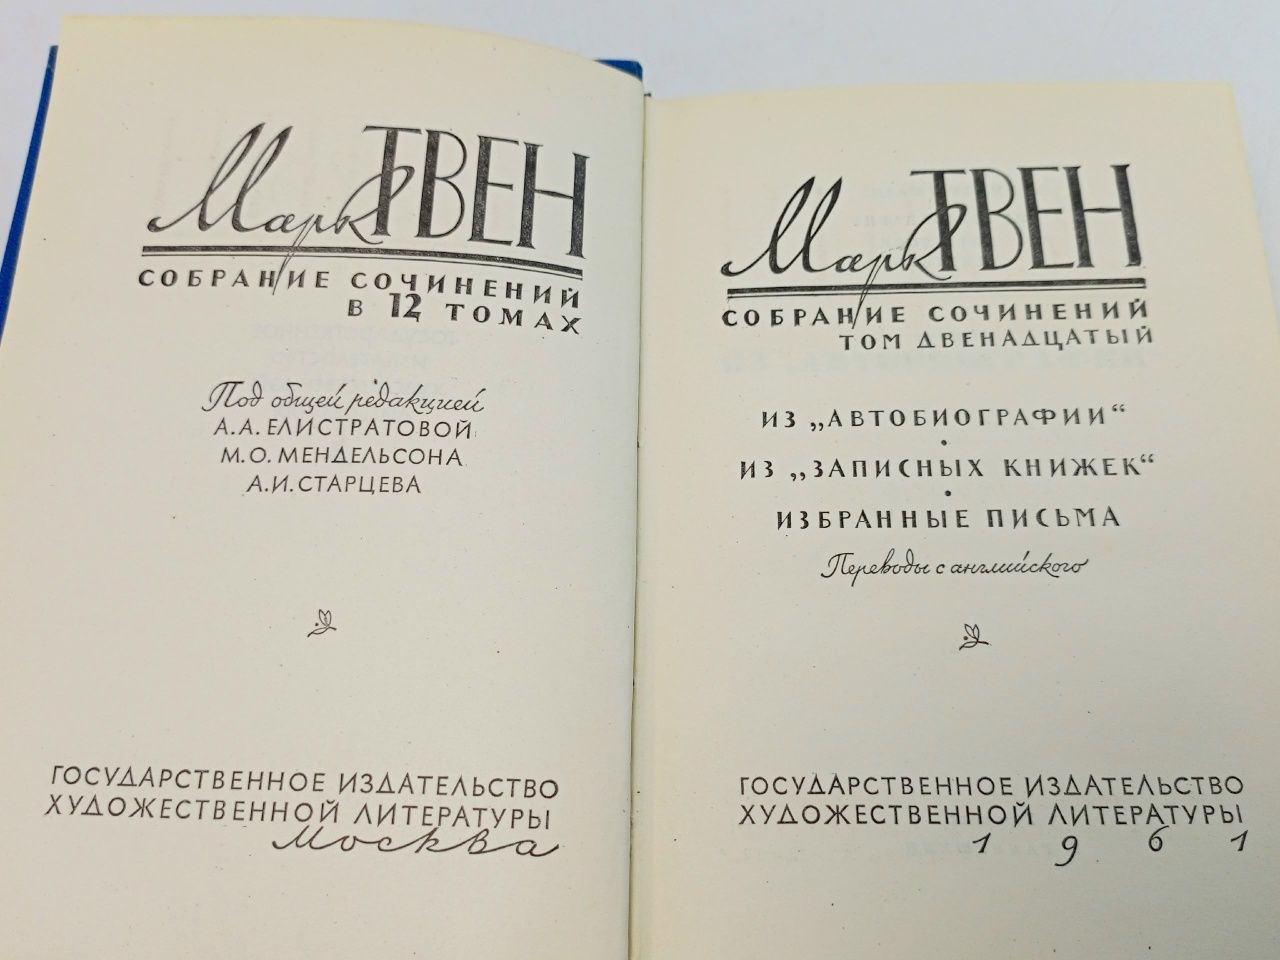 Марк ТВЕН
СОБРАНИЕ СОЧИНЕНИЙ
В 12 ТОМАХ
Под общей редакцией
А.А. ЕЛИСТРАТОВОЙ
М.О. МЕНДЕЛЬСОНА
А.И. СТАРЦЕВА
ГОСУДАРСТВЕННОЕ ИЗДАТЕЛЬСТВО
ХУДОЖЕСТВЕННОЙ ЛИТЕРАТУРЫ
Москва
Марк ТВЕН
СОБРАНИЕ СОЧИНЕНИЙ
ТОМ ДВЕНАДЦАТЫЙ
ИЗ „АВТОБИОГРАФИИ“
•
ИЗ „ЗАПИСНЫХ КНИЖЕК“
•
ИЗБРАННЫЕ ПИСЬМА
Переводы с английского
ГОСУДАРСТВЕННОЕ ИЗДАТЕЛЬСТВО
ХУДОЖЕСТВЕННОЙ ЛИТЕРАТУРЫ
1961